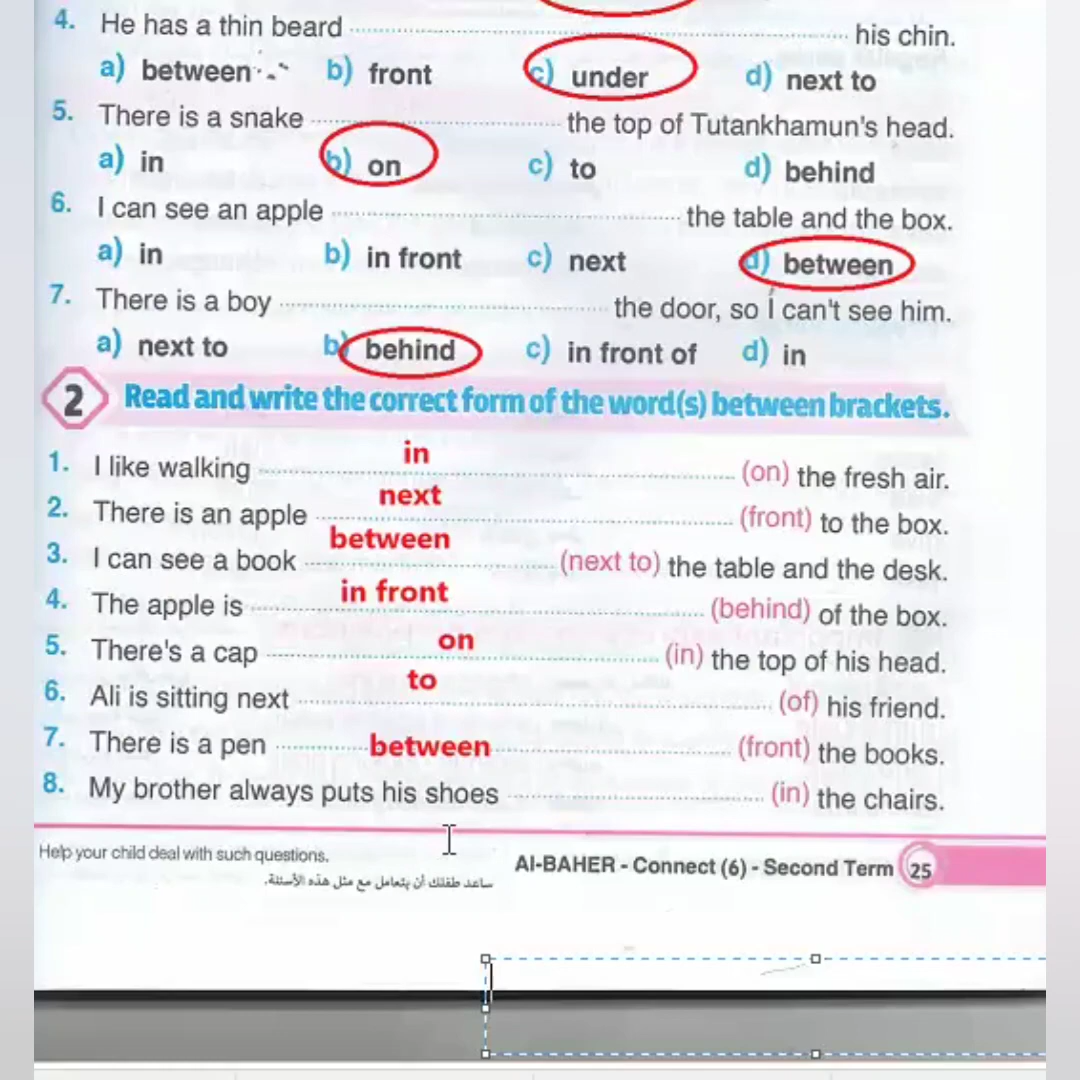 4. He has a thin beard ........ his chin.
a) between b) front c) under d) next to
5. There is a snake ........ the top of Tutankhamun's head.
a) in b) on c) to d) behind
6. I can see an apple ........ the table and the box.
a) in b) in front c) next d) between
7. There is a boy ........ the door, so I can't see him.
a) next to b) behind c) in front of d) in
2 Read and write the correct form of the word(s) between brackets.
1. I like walking in (on) the fresh air.
2. There is an apple next (front) to the box.
3. I can see a book between (next to) the table and the desk.
4. The apple is in front (behind) of the box.
5. There's a cap on (in) the top of his head.
6. Ali is sitting next to (of) his friend.
7. There is a pen between (front) the books.
8. My brother always puts his shoes ........ (in) the chairs.
Help your child deal with such questions.
ساعد طفلك أن يتعامل مع مثل هذه الأسئلة.
Al-BAHER - Connect (6) - Second Term 25